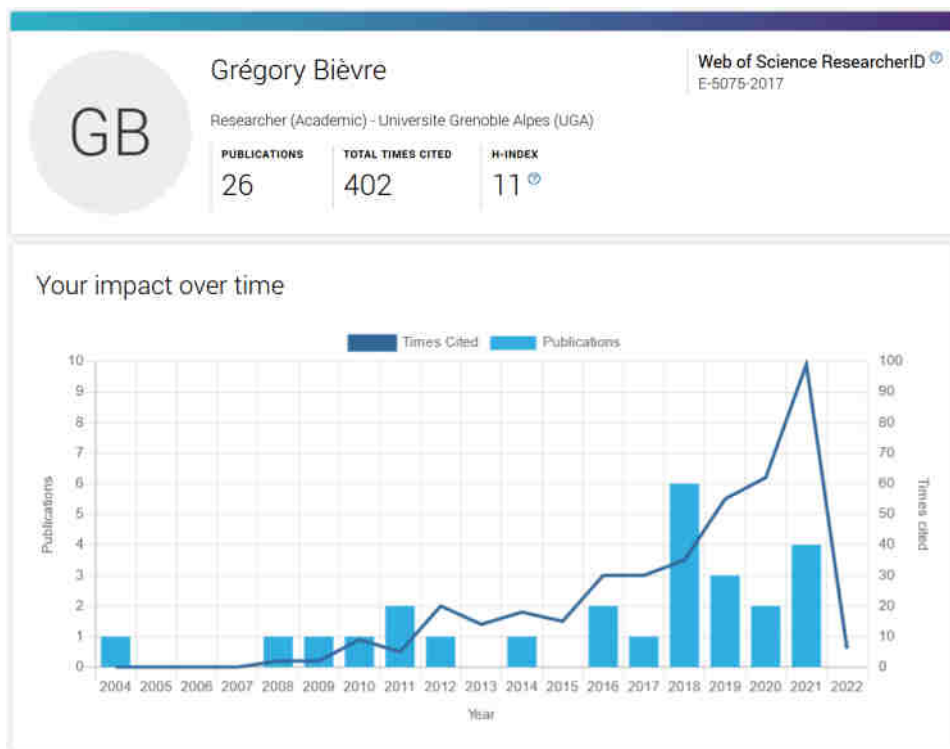 GB
Grégory Bièvre
Researcher (Academic) - Universite Grenoble Alpes (UGA)
PUBLICATIONS TOTAL TIMES CITED H-INDEX
26 402 11 ?
Web of Science ResearcherID ?
E-5075-2017
Your impact over time
Times Cited Publications
10 100
9 90
8 80
7 70
6 60
5 50
4 40
3 30
2 20
1 10
0 0
Publications
Times cited
2004 2005 2006 2007 2008 2009 2010 2011 2012 2013 2014 2015 2016 2017 2018 2019 2020 2021 2022
Year